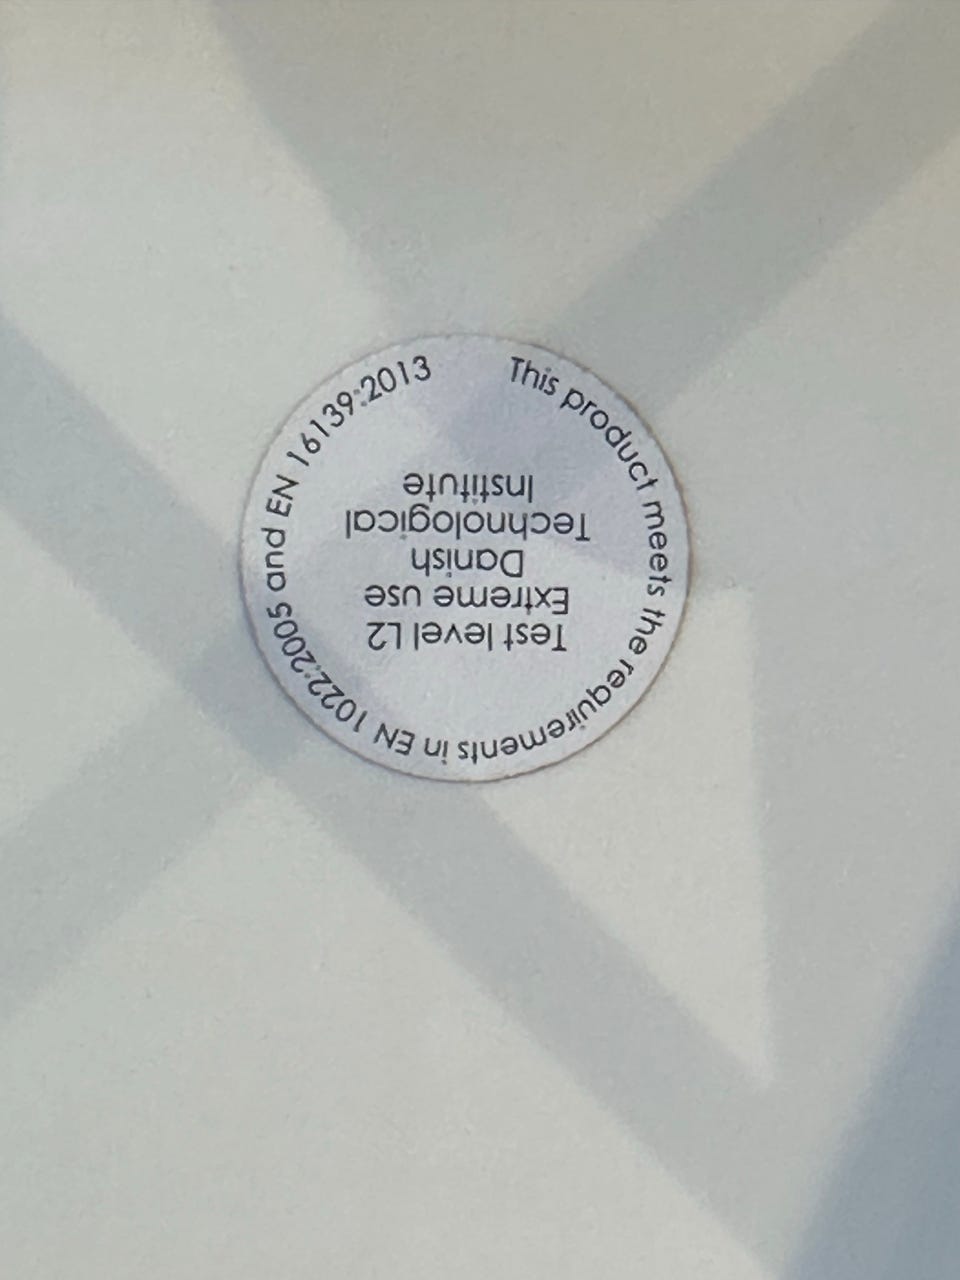 This product meets the requirements in EN 1022:2005 and EN 16139:2013
Test level L2
Extreme use
Danish
Technological
Institute